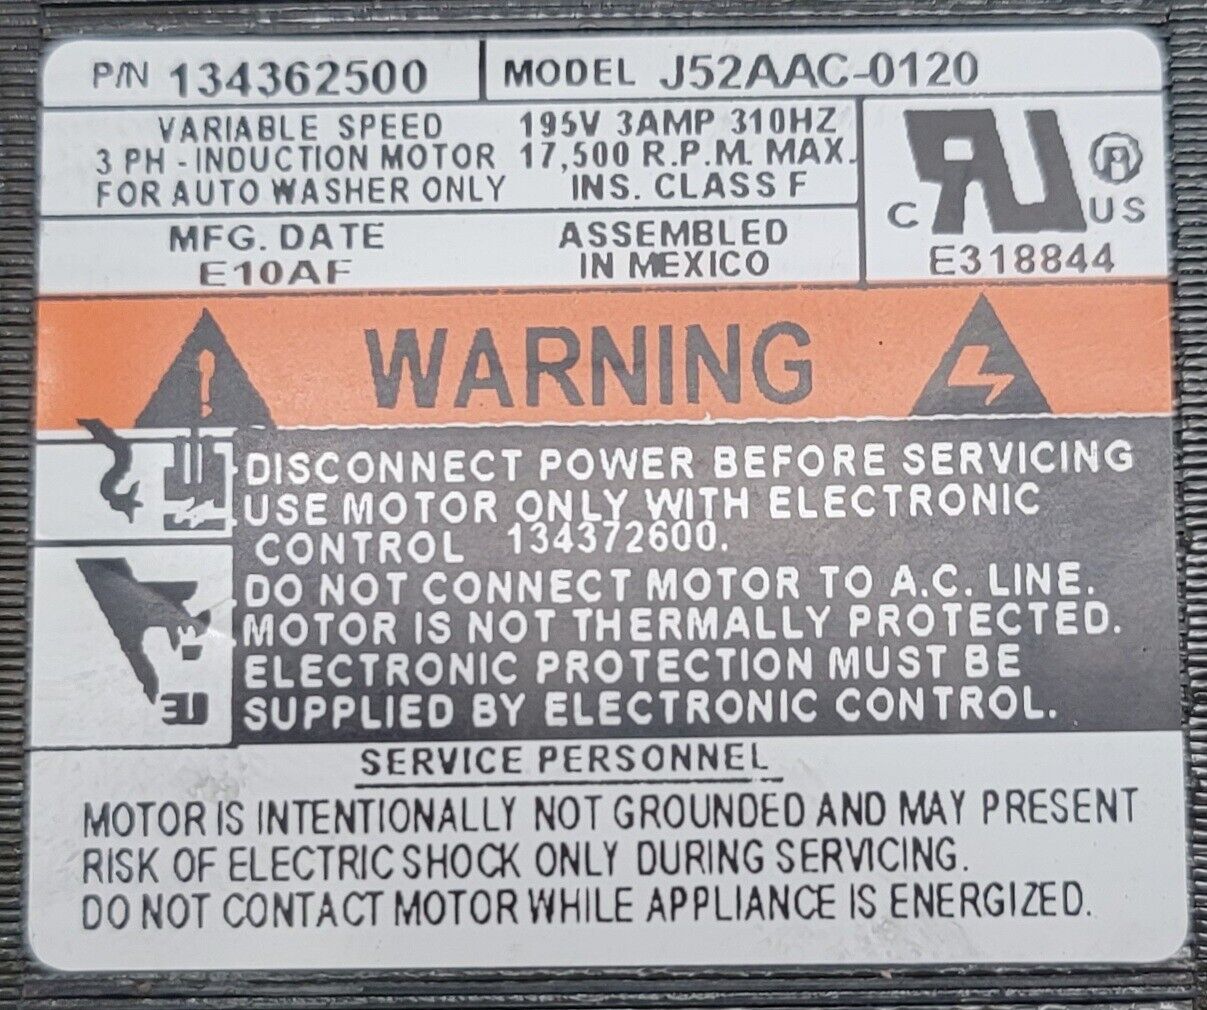 P/N 134362500 MODEL J52AAC-0120
VARIABLE SPEED
3 PH - INDUCTION MOTOR
FOR AUTO WASHER ONLY
195V 3AMP 310HZ
17,500 R.P.M. MAX.
INS. CLASS F
C US
E318844
MFG. DATE
E10AF
ASSEMBLED
IN MEXICO
WARNING
DISCONNECT POWER BEFORE SERVICING
USE MOTOR ONLY WITH ELECTRONIC
CONTROL 134372600.
DO NOT CONNECT MOTOR TO A.C. LINE.
MOTOR IS NOT THERMALLY PROTECTED.
ELECTRONIC PROTECTION MUST BE
SUPPLIED BY ELECTRONIC CONTROL.
SERVICE PERSONNEL
MOTOR IS INTENTIONALLY NOT GROUNDED AND MAY PRESENT
RISK OF ELECTRIC SHOCK ONLY DURING SERVICING.
DO NOT CONTACT MOTOR WHILE APPLIANCE IS ENERGIZED.